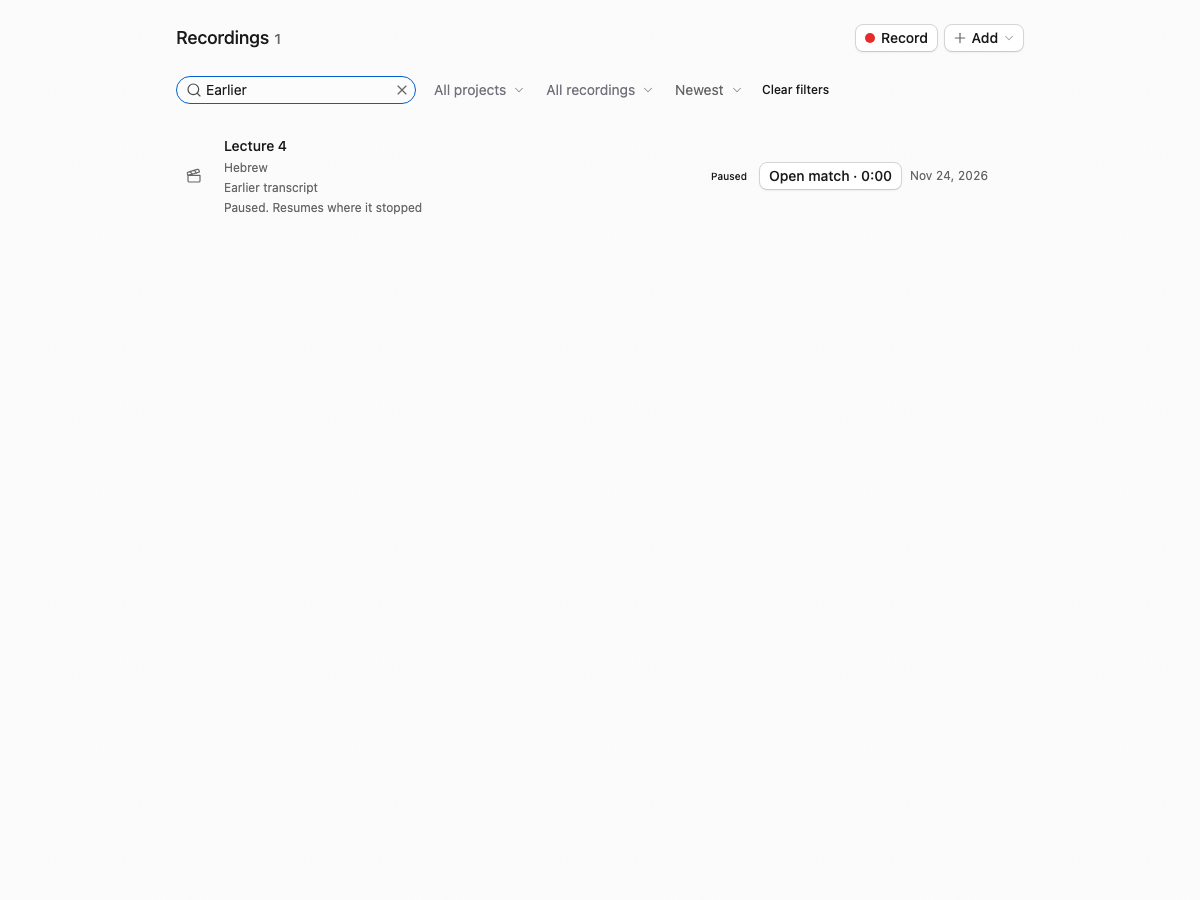 Recordings 1
Record
Add
Earlier
All projects
All recordings
Newest
Clear filters
Lecture 4
Hebrew
Earlier transcript
Paused. Resumes where it stopped
Paused
Open match · 0:00
Nov 24, 2026